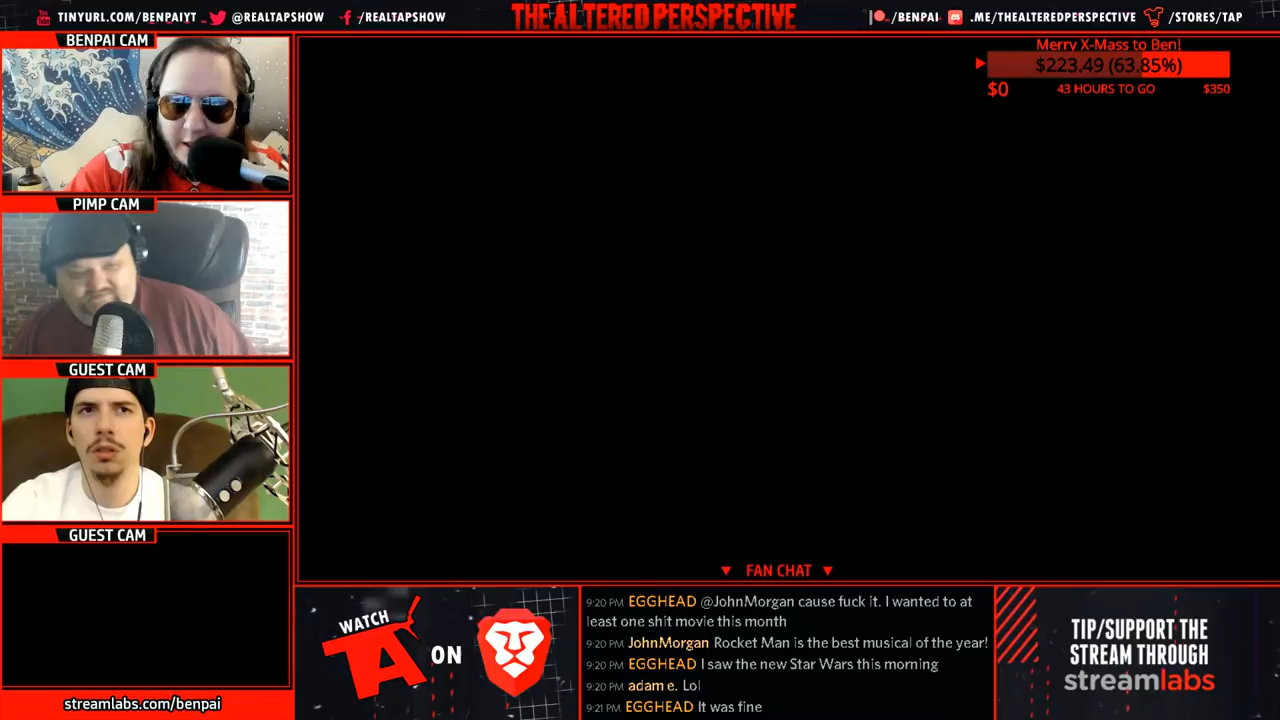 TINYURL.COM/BENPAIYT
@REALTAPSHOW
/REALTAPSHOW
THE ALTERED PERSPECTIVE
/BENPAI
.ME/THEALTEREDPERSPECTIVE
/STORES/TAP
BENPAI CAM
Merry X-Mass to Ben!
$223.49 (63.85%)
$0
43 HOURS TO GO
$350
PIMP CAM
GUEST CAM
GUEST CAM
streamlabs.com/benpai
FAN CHAT
WATCH
TA ON
9:20 PM EGGHEAD @JohnMorgan cause fuck it. I wanted to at
least one shit movie this month
9:20 PM JohnMorgan Rocket Man is the best musical of the year!
9:20 PM EGGHEAD I saw the new Star Wars this morning
9:20 PM adam e. Lol
9:21 PM EGGHEAD It was fine
TIP/SUPPORT THE
STREAM THROUGH
streamlabs